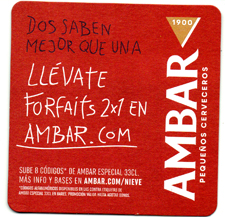 DOS SABEN
MEJOR QUE UNA
LLÉVATE
FORFAITS 2X1 EN
AMBAR.COM
SUBE 8 CÓDIGOS* DE AMBAR ESPECIAL 33CL.
MÁS INFO Y BASES EN AMBAR.COM/NIEVE
1900
AMBAR
PEQUEÑOS CERVECEROS